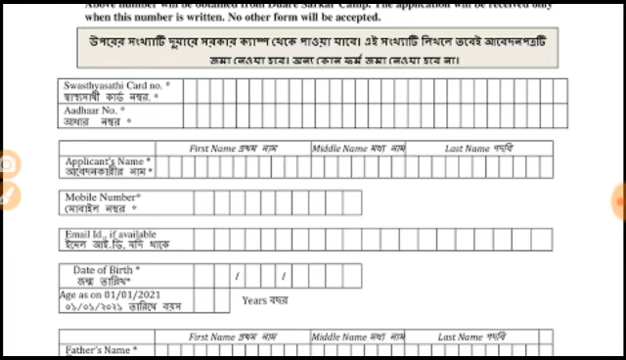 Above number will be obtained from Duare Sarkar Camp. The application will be received only
when this number is written. No other form will be accepted.
উপরের সংখ্যাটি দুয়ারে সরকার ক্যাম্প থেকে পাওয়া যাবে। এই সংখ্যাটি লিখলে তবেই আবেদনপত্রটি
জমা নেওয়া হবে। অন্য কোন ফর্ম জমা নেওয়া হবে না।
Swasthyasathi Card no. *
স্বাস্থ্যসাথী কার্ড নম্বর. *
Aadhaar No. *
আধার নম্বর *
First Name প্রথম নাম Middle Name মধ্য নাম Last Name পদবি
Applicant's Name *
আবেদনকারীর নাম *
Mobile Number*
মোবাইল নম্বর *
Email Id., if available
ইমেল আই.ডি, যদি থাকে
Date of Birth *
জন্ম তারিখ*
/ /
Age as on 01/01/2021
০১/০১/২০২১ তারিখে বয়স
Years বছর
First Name প্রথম নাম Middle Name মধ্য নাম Last Name পদবি
Father's Name *